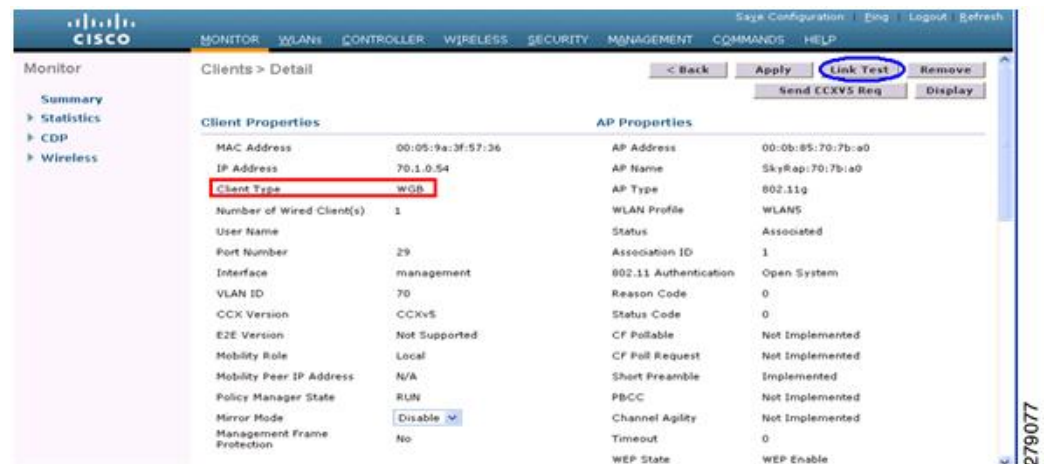 Save Configuration | Ping | Logout | Refresh
CISCO
MONITOR WLANs CONTROLLER WIRELESS SECURITY MANAGEMENT COMMANDS HELP
Monitor
Summary
Statistics
CDP
Wireless
Clients > Detail
< Back Apply Link Test Remove
Send CCXV5 Req Display
Client Properties
MAC Address 00:05:9a:3f:57:36
IP Address 70.1.0.54
Client Type WGB
Number of Wired Client(s) 1
User Name
Port Number 29
Interface management
VLAN ID 70
CCX Version CCXv5
E2E Version Not Supported
Mobility Role Local
Mobility Peer IP Address N/A
Policy Manager State RUN
Mirror Mode Disable
Management Frame
Protection No
AP Properties
AP Address 00:0b:85:70:7b:a0
AP Name SkyRap:70:7b:a0
AP Type 802.11g
WLAN Profile WLAN5
Status Associated
Association ID 1
802.11 Authentication Open System
Reason Code 0
Status Code 0
CF Pollable Not Implemented
CF Poll Request Not Implemented
Short Preamble Implemented
PBCC Not Implemented
Channel Agility Not Implemented
Timeout 0
WEP State WEP Enable
279077